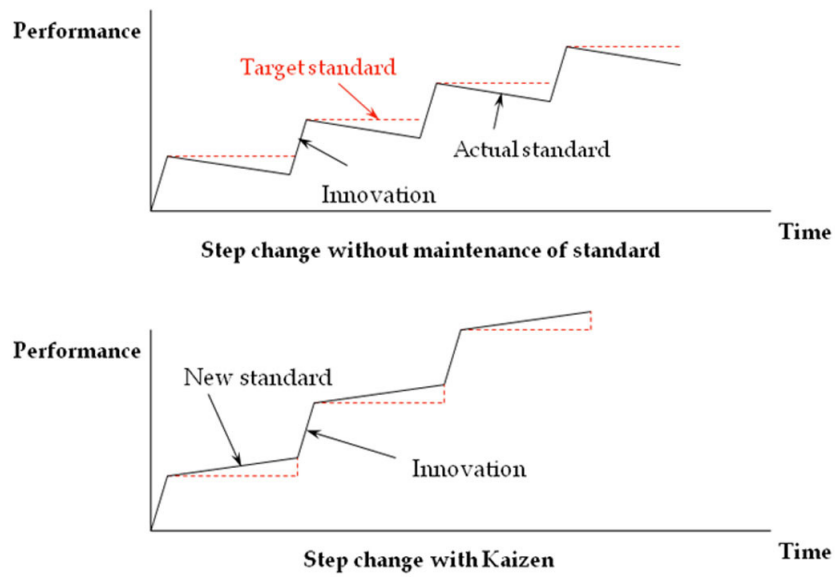 Performance
Target standard
Actual standard
Innovation
Time
Step change without maintenance of standard
Performance
New standard
Innovation
Time
Step change with Kaizen